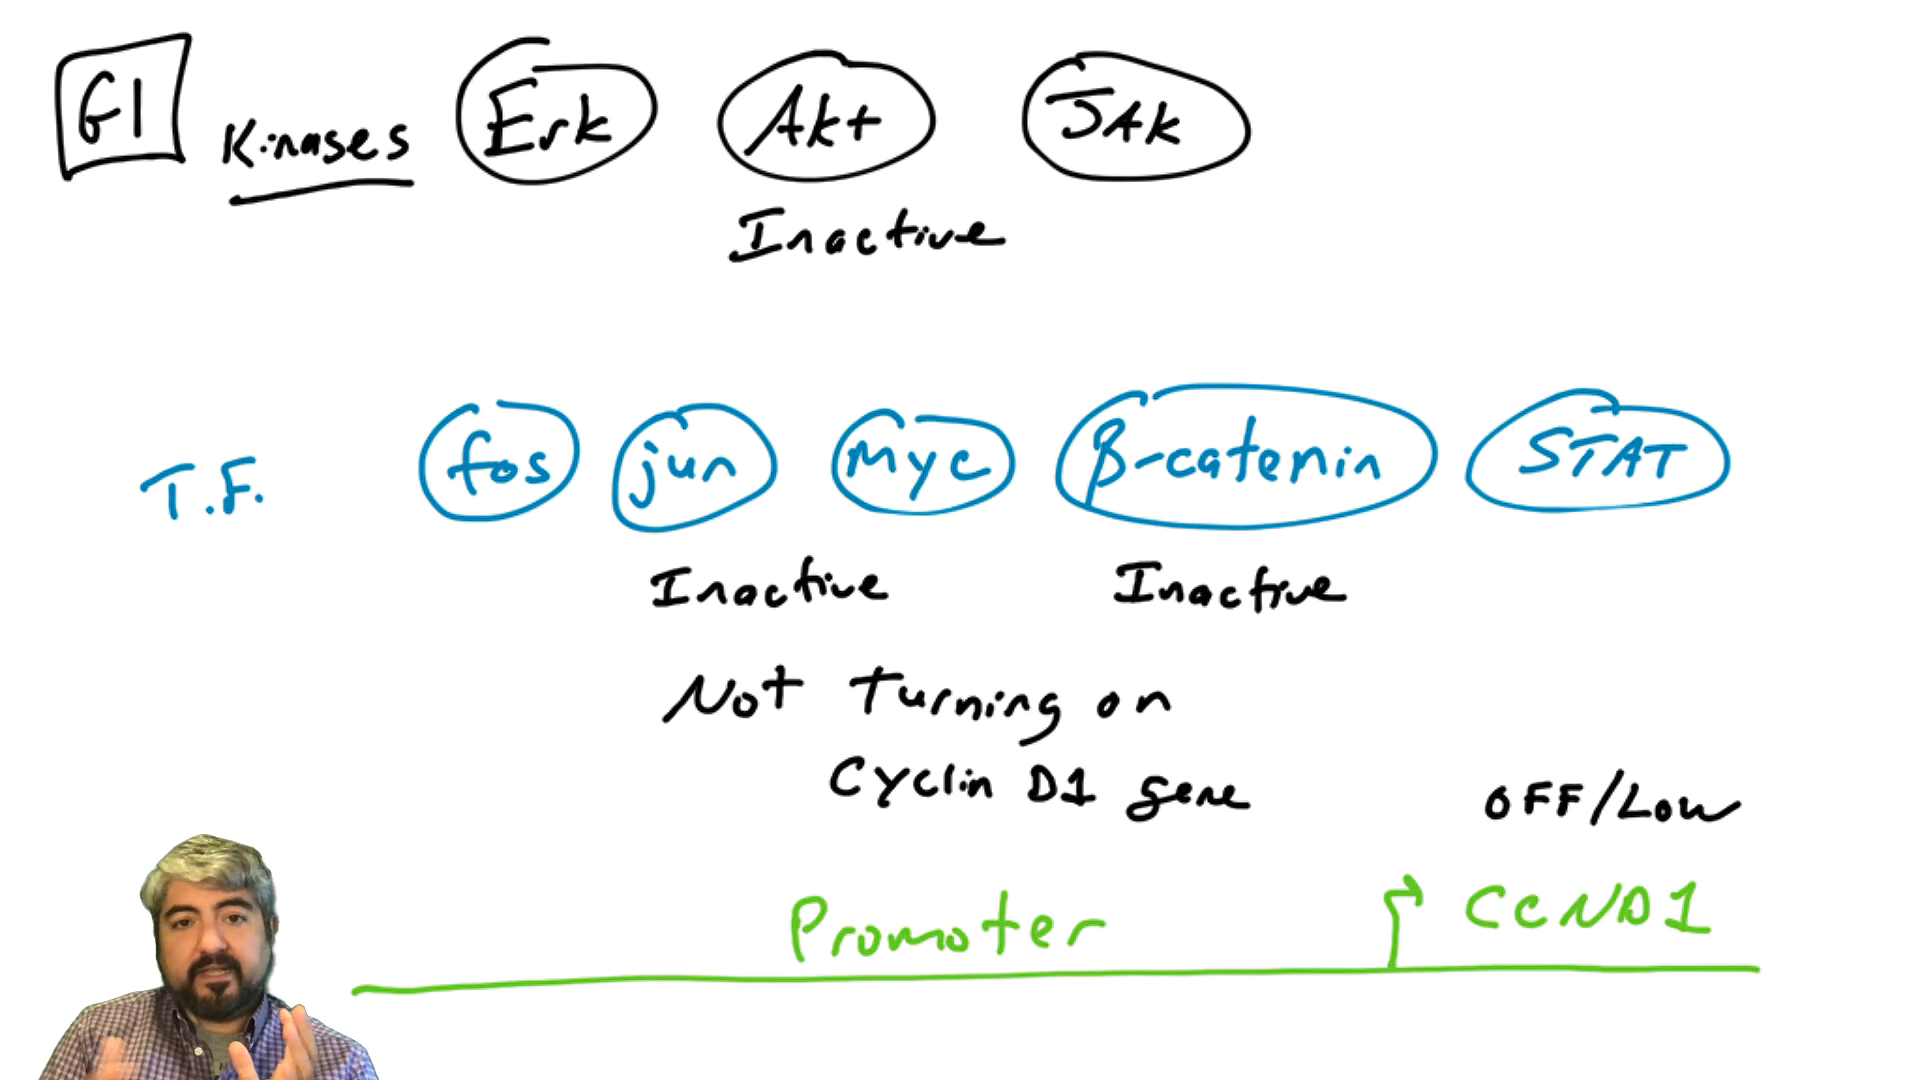 G1
Kinases Erk Akt JAk
Inactive
T.F. fos jun Myc β-catenin STAT
Inactive Inactive
Not Turning on
Cyclin D1 gene
OFF/Low
Promoter CCND1